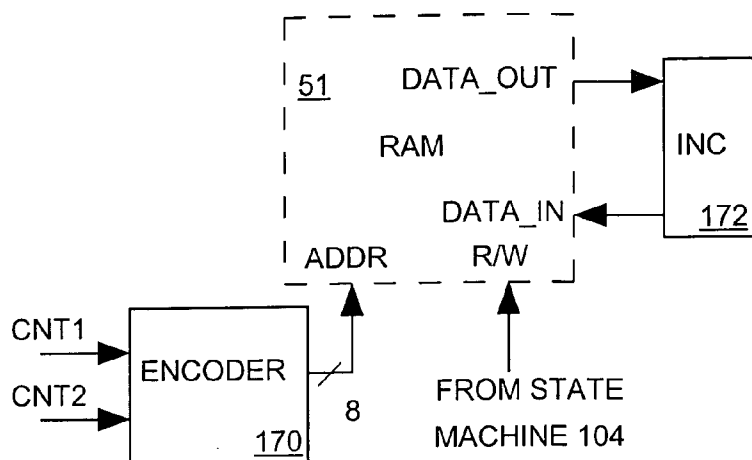 51
DATA_OUT
RAM
INC
DATA_IN
172
ADDR
R/W
CNT1
ENCODER
CNT2
8
170
FROM STATE
MACHINE 104